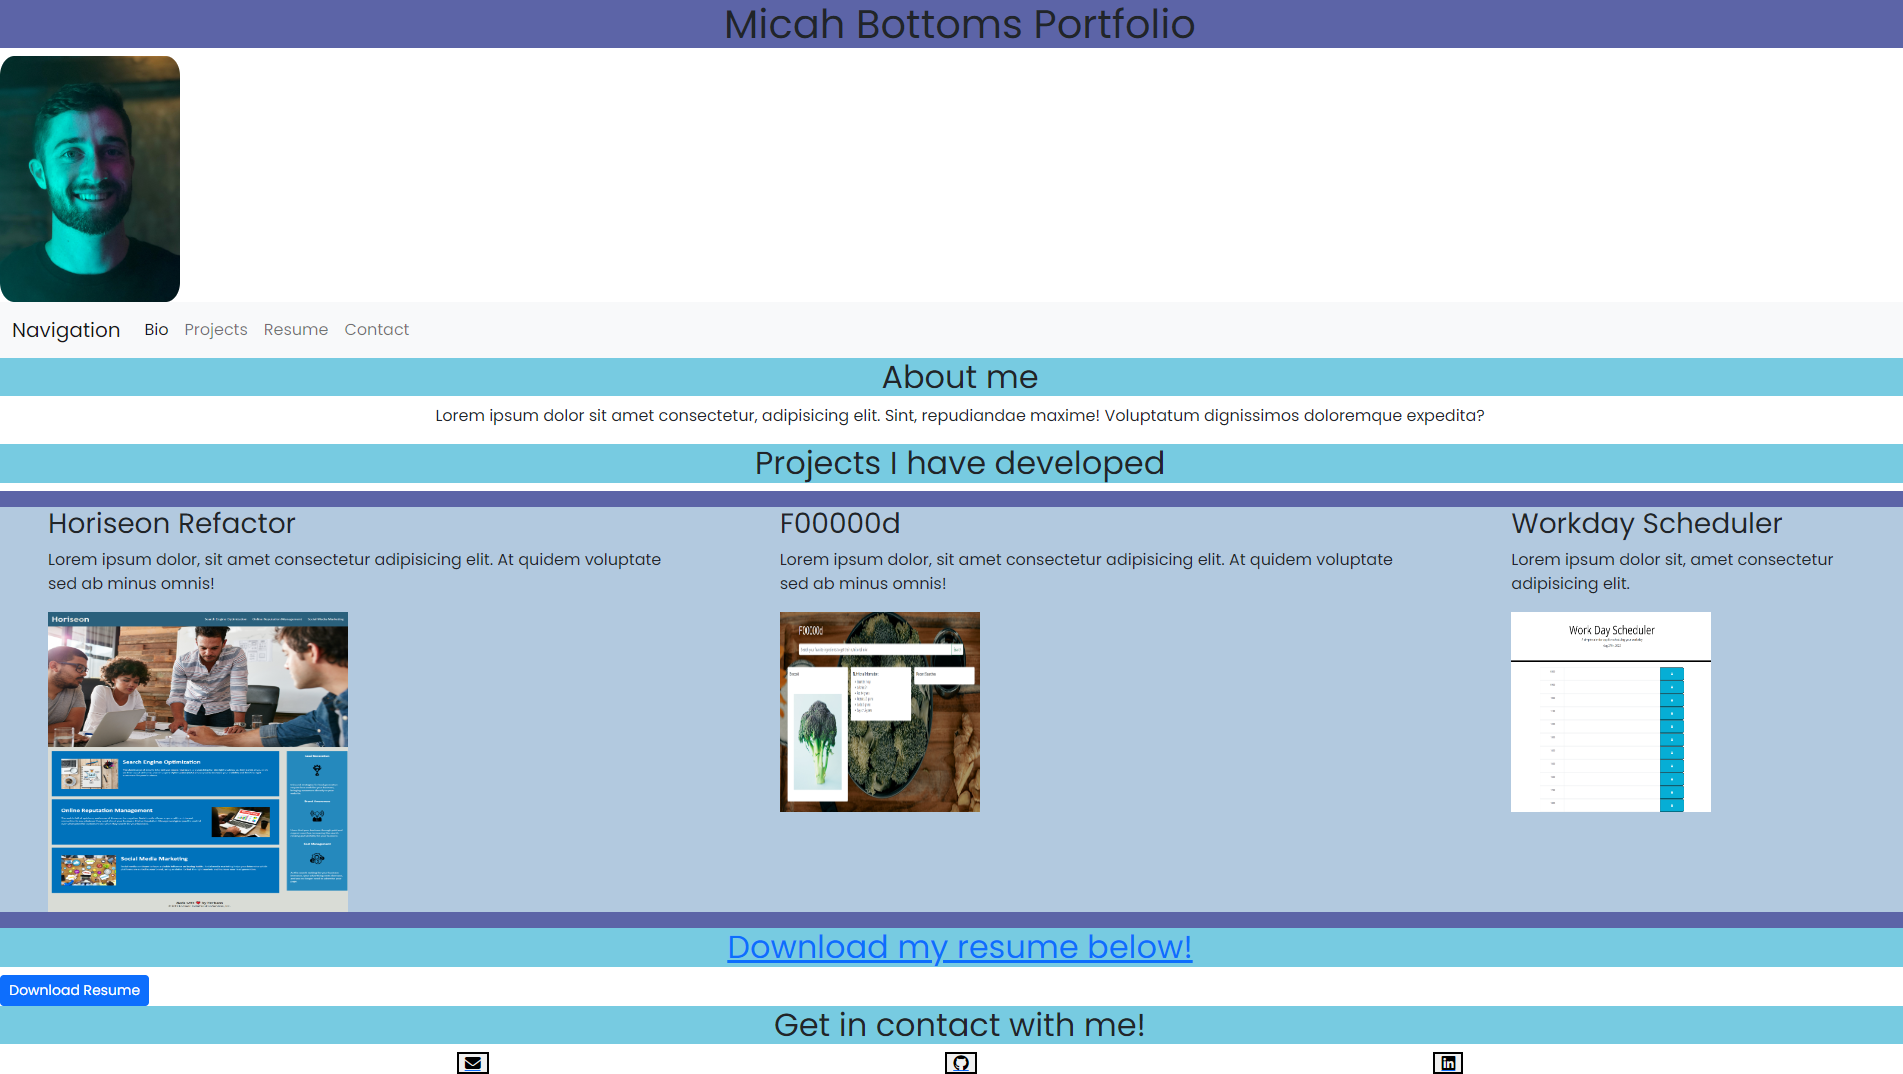 Micah Bottoms Portfolio
Navigation Bio Projects Resume Contact
About me
Lorem ipsum dolor sit amet consectetur, adipisicing elit. Sint, repudiandae maxime! Voluptatum dignissimos doloremque expedita?
Projects I have developed
Horiseon Refactor
Lorem ipsum dolor, sit amet consectetur adipisicing elit. At quidem voluptate
sed ab minus omnis!
Horiseon
Search Engine Optimization
Online Reputation Management
Social Media Marketing
F00000d
Lorem ipsum dolor, sit amet consectetur adipisicing elit. At quidem voluptate
sed ab minus omnis!
F00000d
Workday Scheduler
Lorem ipsum dolor sit, amet consectetur
adipisicing elit.
Work Day Scheduler
Download my resume below!
Download Resume
Get in contact with me!